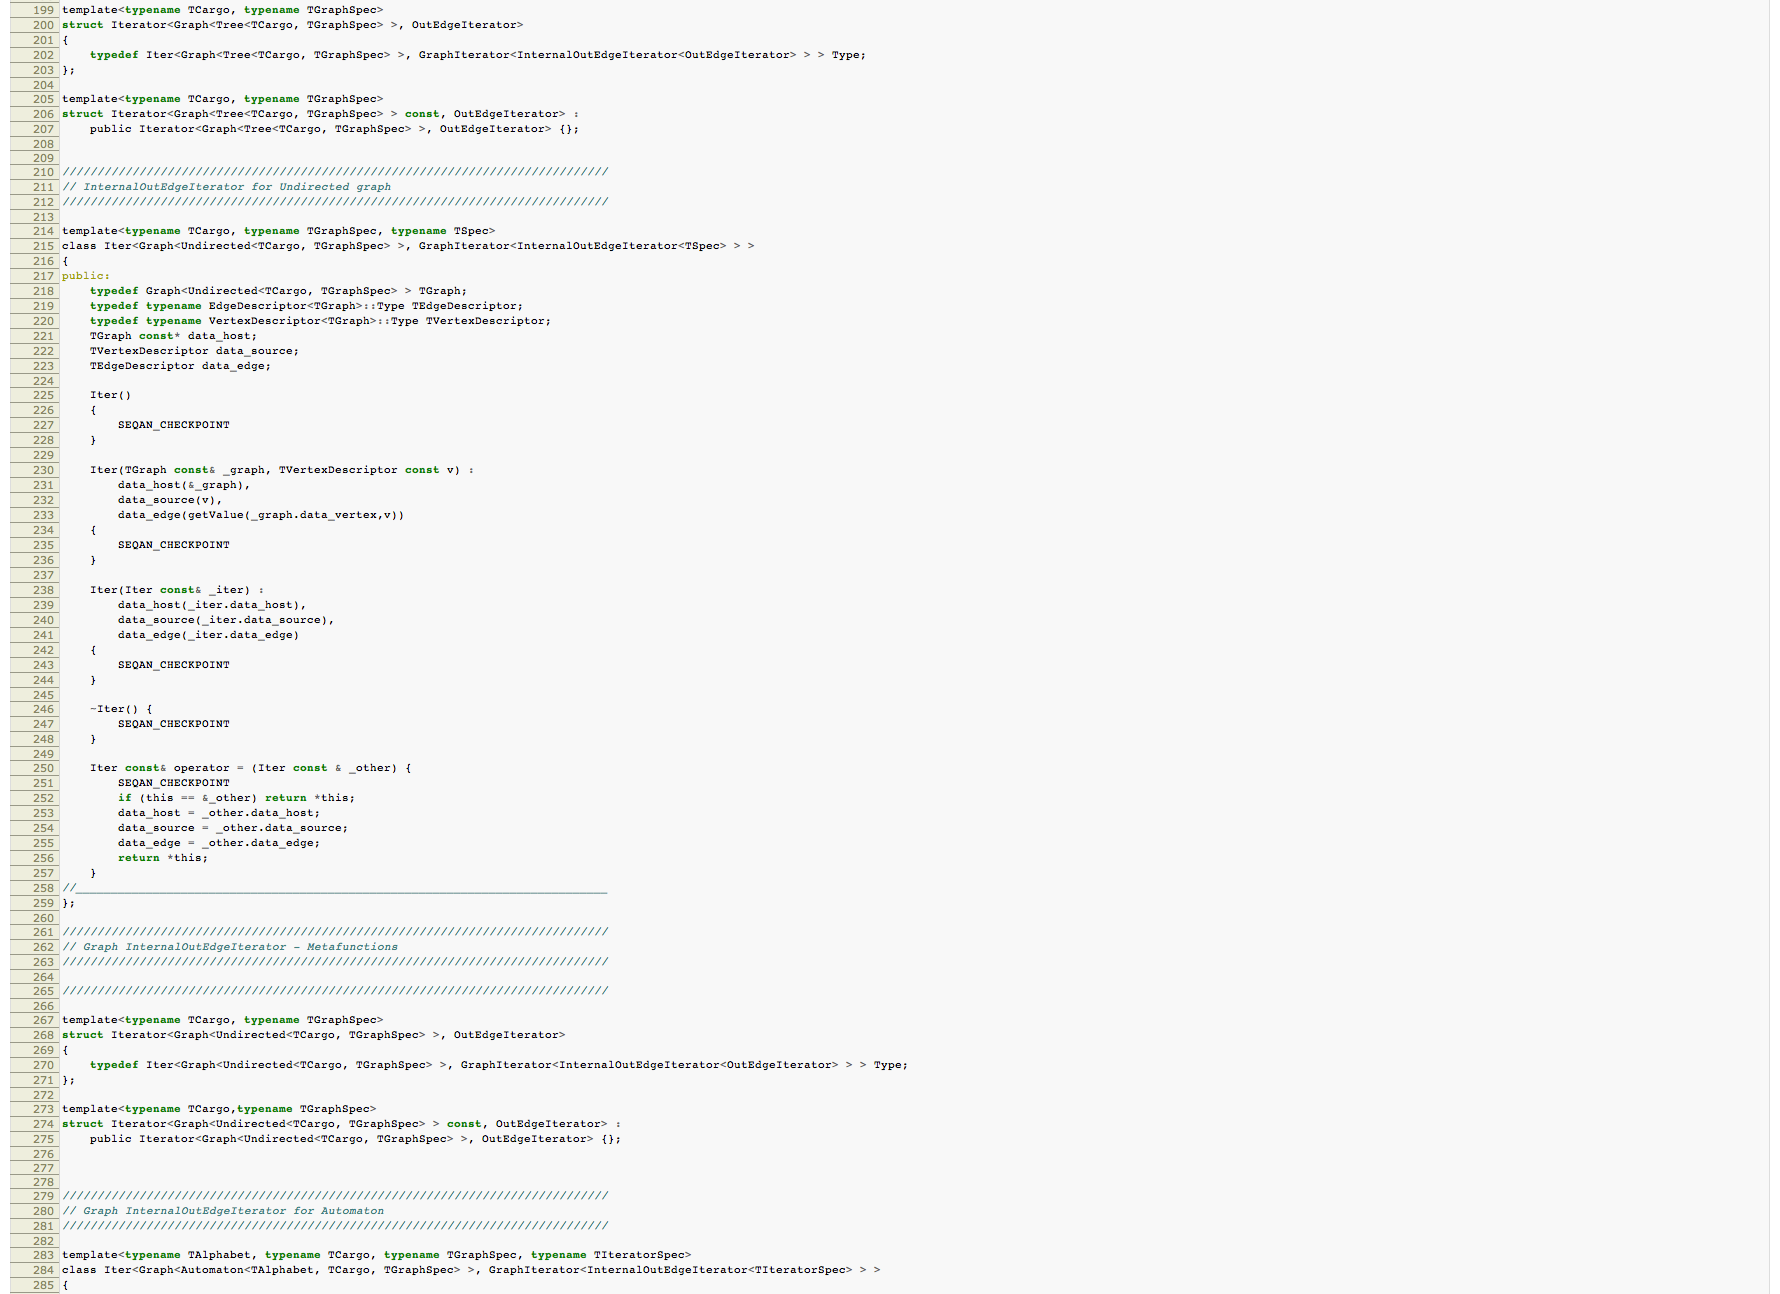 199 template<typename TCargo, typename TGraphSpec>
200 struct Iterator<Graph<Tree<TCargo, TGraphSpec> >, OutEdgeIterator>
201 {
202     typedef Iter<Graph<Tree<TCargo, TGraphSpec> >, GraphIterator<InternalOutEdgeIterator<OutEdgeIterator> > > Type;
203 };
204
205 template<typename TCargo, typename TGraphSpec>
206 struct Iterator<Graph<Tree<TCargo, TGraphSpec> > const, OutEdgeIterator> :
207     public Iterator<Graph<Tree<TCargo, TGraphSpec> >, OutEdgeIterator> {};
208
209
210 //////////////////////////////////////////////////////////////////////////////
211 // InternalOutEdgeIterator for Undirected graph
212 //////////////////////////////////////////////////////////////////////////////
213
214 template<typename TCargo, typename TGraphSpec, typename TSpec>
215 class Iter<Graph<Undirected<TCargo, TGraphSpec> >, GraphIterator<InternalOutEdgeIterator<TSpec> > >
216 {
217 public:
218     typedef Graph<Undirected<TCargo, TGraphSpec> > TGraph;
219     typedef typename EdgeDescriptor<TGraph>::Type TEdgeDescriptor;
220     typedef typename VertexDescriptor<TGraph>::Type TVertexDescriptor;
221     TGraph const* data_host;
222     TVertexDescriptor data_source;
223     TEdgeDescriptor data_edge;
224
225     Iter()
226     {
227         SEQAN_CHECKPOINT
228     }
229
230     Iter(TGraph const& _graph, TVertexDescriptor const v) :
231         data_host(&_graph),
232         data_source(v),
233         data_edge(getValue(_graph.data_vertex,v))
234     {
235         SEQAN_CHECKPOINT
236     }
237
238     Iter(Iter const& _iter) :
239         data_host(_iter.data_host),
240         data_source(_iter.data_source),
241         data_edge(_iter.data_edge)
242     {
243         SEQAN_CHECKPOINT
244     }
245
246     ~Iter() {
247         SEQAN_CHECKPOINT
248     }
249
250     Iter const& operator = (Iter const & _other) {
251         SEQAN_CHECKPOINT
252         if (this == &_other) return *this;
253         data_host = _other.data_host;
254         data_source = _other.data_source;
255         data_edge = _other.data_edge;
256         return *this;
257     }
258 //____________________________________________________________________________
259 };
260
261 //////////////////////////////////////////////////////////////////////////////
262 // Graph InternalOutEdgeIterator - Metafunctions
263 //////////////////////////////////////////////////////////////////////////////
264
265 //////////////////////////////////////////////////////////////////////////////
266
267 template<typename TCargo, typename TGraphSpec>
268 struct Iterator<Graph<Undirected<TCargo, TGraphSpec> >, OutEdgeIterator>
269 {
270     typedef Iter<Graph<Undirected<TCargo, TGraphSpec> >, GraphIterator<InternalOutEdgeIterator<OutEdgeIterator> > > Type;
271 };
272
273 template<typename TCargo,typename TGraphSpec>
274 struct Iterator<Graph<Undirected<TCargo, TGraphSpec> > const, OutEdgeIterator> :
275     public Iterator<Graph<Undirected<TCargo, TGraphSpec> >, OutEdgeIterator> {};
276
277
278
279 //////////////////////////////////////////////////////////////////////////////
280 // Graph InternalOutEdgeIterator for Automaton
281 //////////////////////////////////////////////////////////////////////////////
282
283 template<typename TAlphabet, typename TCargo, typename TGraphSpec, typename TIteratorSpec>
284 class Iter<Graph<Automaton<TAlphabet, TCargo, TGraphSpec> >, GraphIterator<InternalOutEdgeIterator<TIteratorSpec> > >
285 {